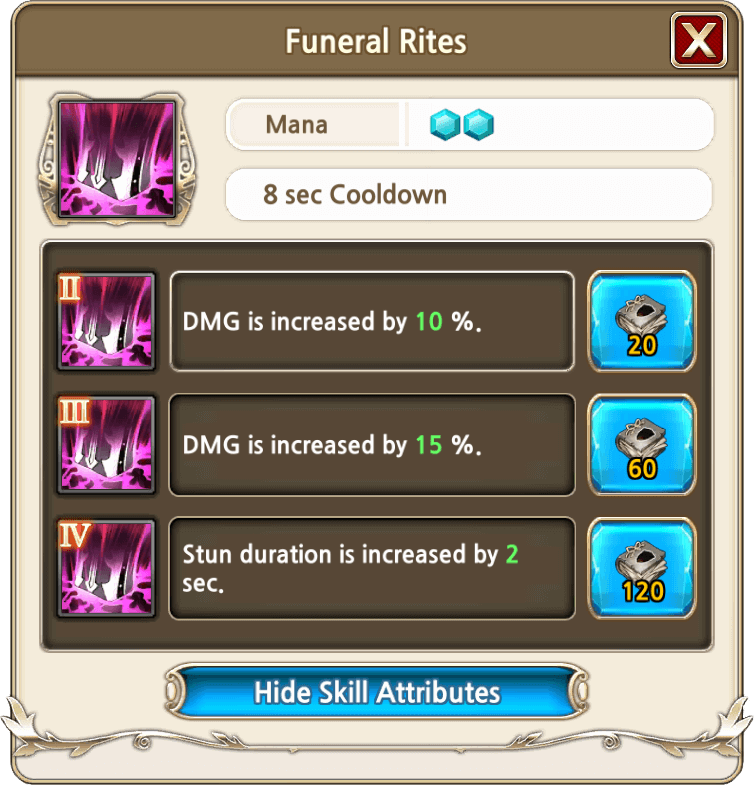 Funeral Rites
X
Mana
8 sec Cooldown
II
DMG is increased by 10 %.
20
III
DMG is increased by 15 %.
60
IV
Stun duration is increased by 2
sec.
120
Hide Skill Attributes